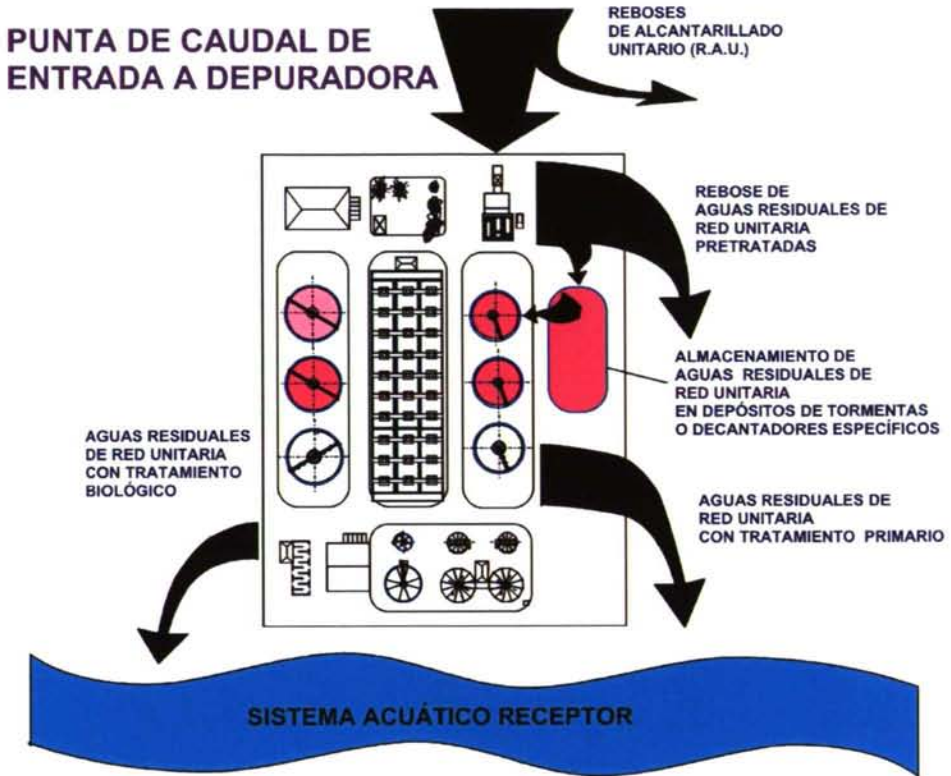 PUNTA DE CAUDAL DE
ENTRADA A DEPURADORA
REBOSES
DE ALCANTARILLADO
UNITARIO (R.A.U.)
REBOSE DE
AGUAS RESIDUALES DE
RED UNITARIA
PRETRATADAS
ALMACENAMIENTO DE
AGUAS RESIDUALES DE
RED UNITARIA
EN DEPÓSITOS DE TORMENTAS
O DECANTADORES ESPECÍFICOS
AGUAS RESIDUALES
DE RED UNITARIA
CON TRATAMIENTO
BIOLÓGICO
AGUAS RESIDUALES DE
RED UNITARIA
CON TRATAMIENTO PRIMARIO
SISTEMA ACUÁTICO RECEPTOR